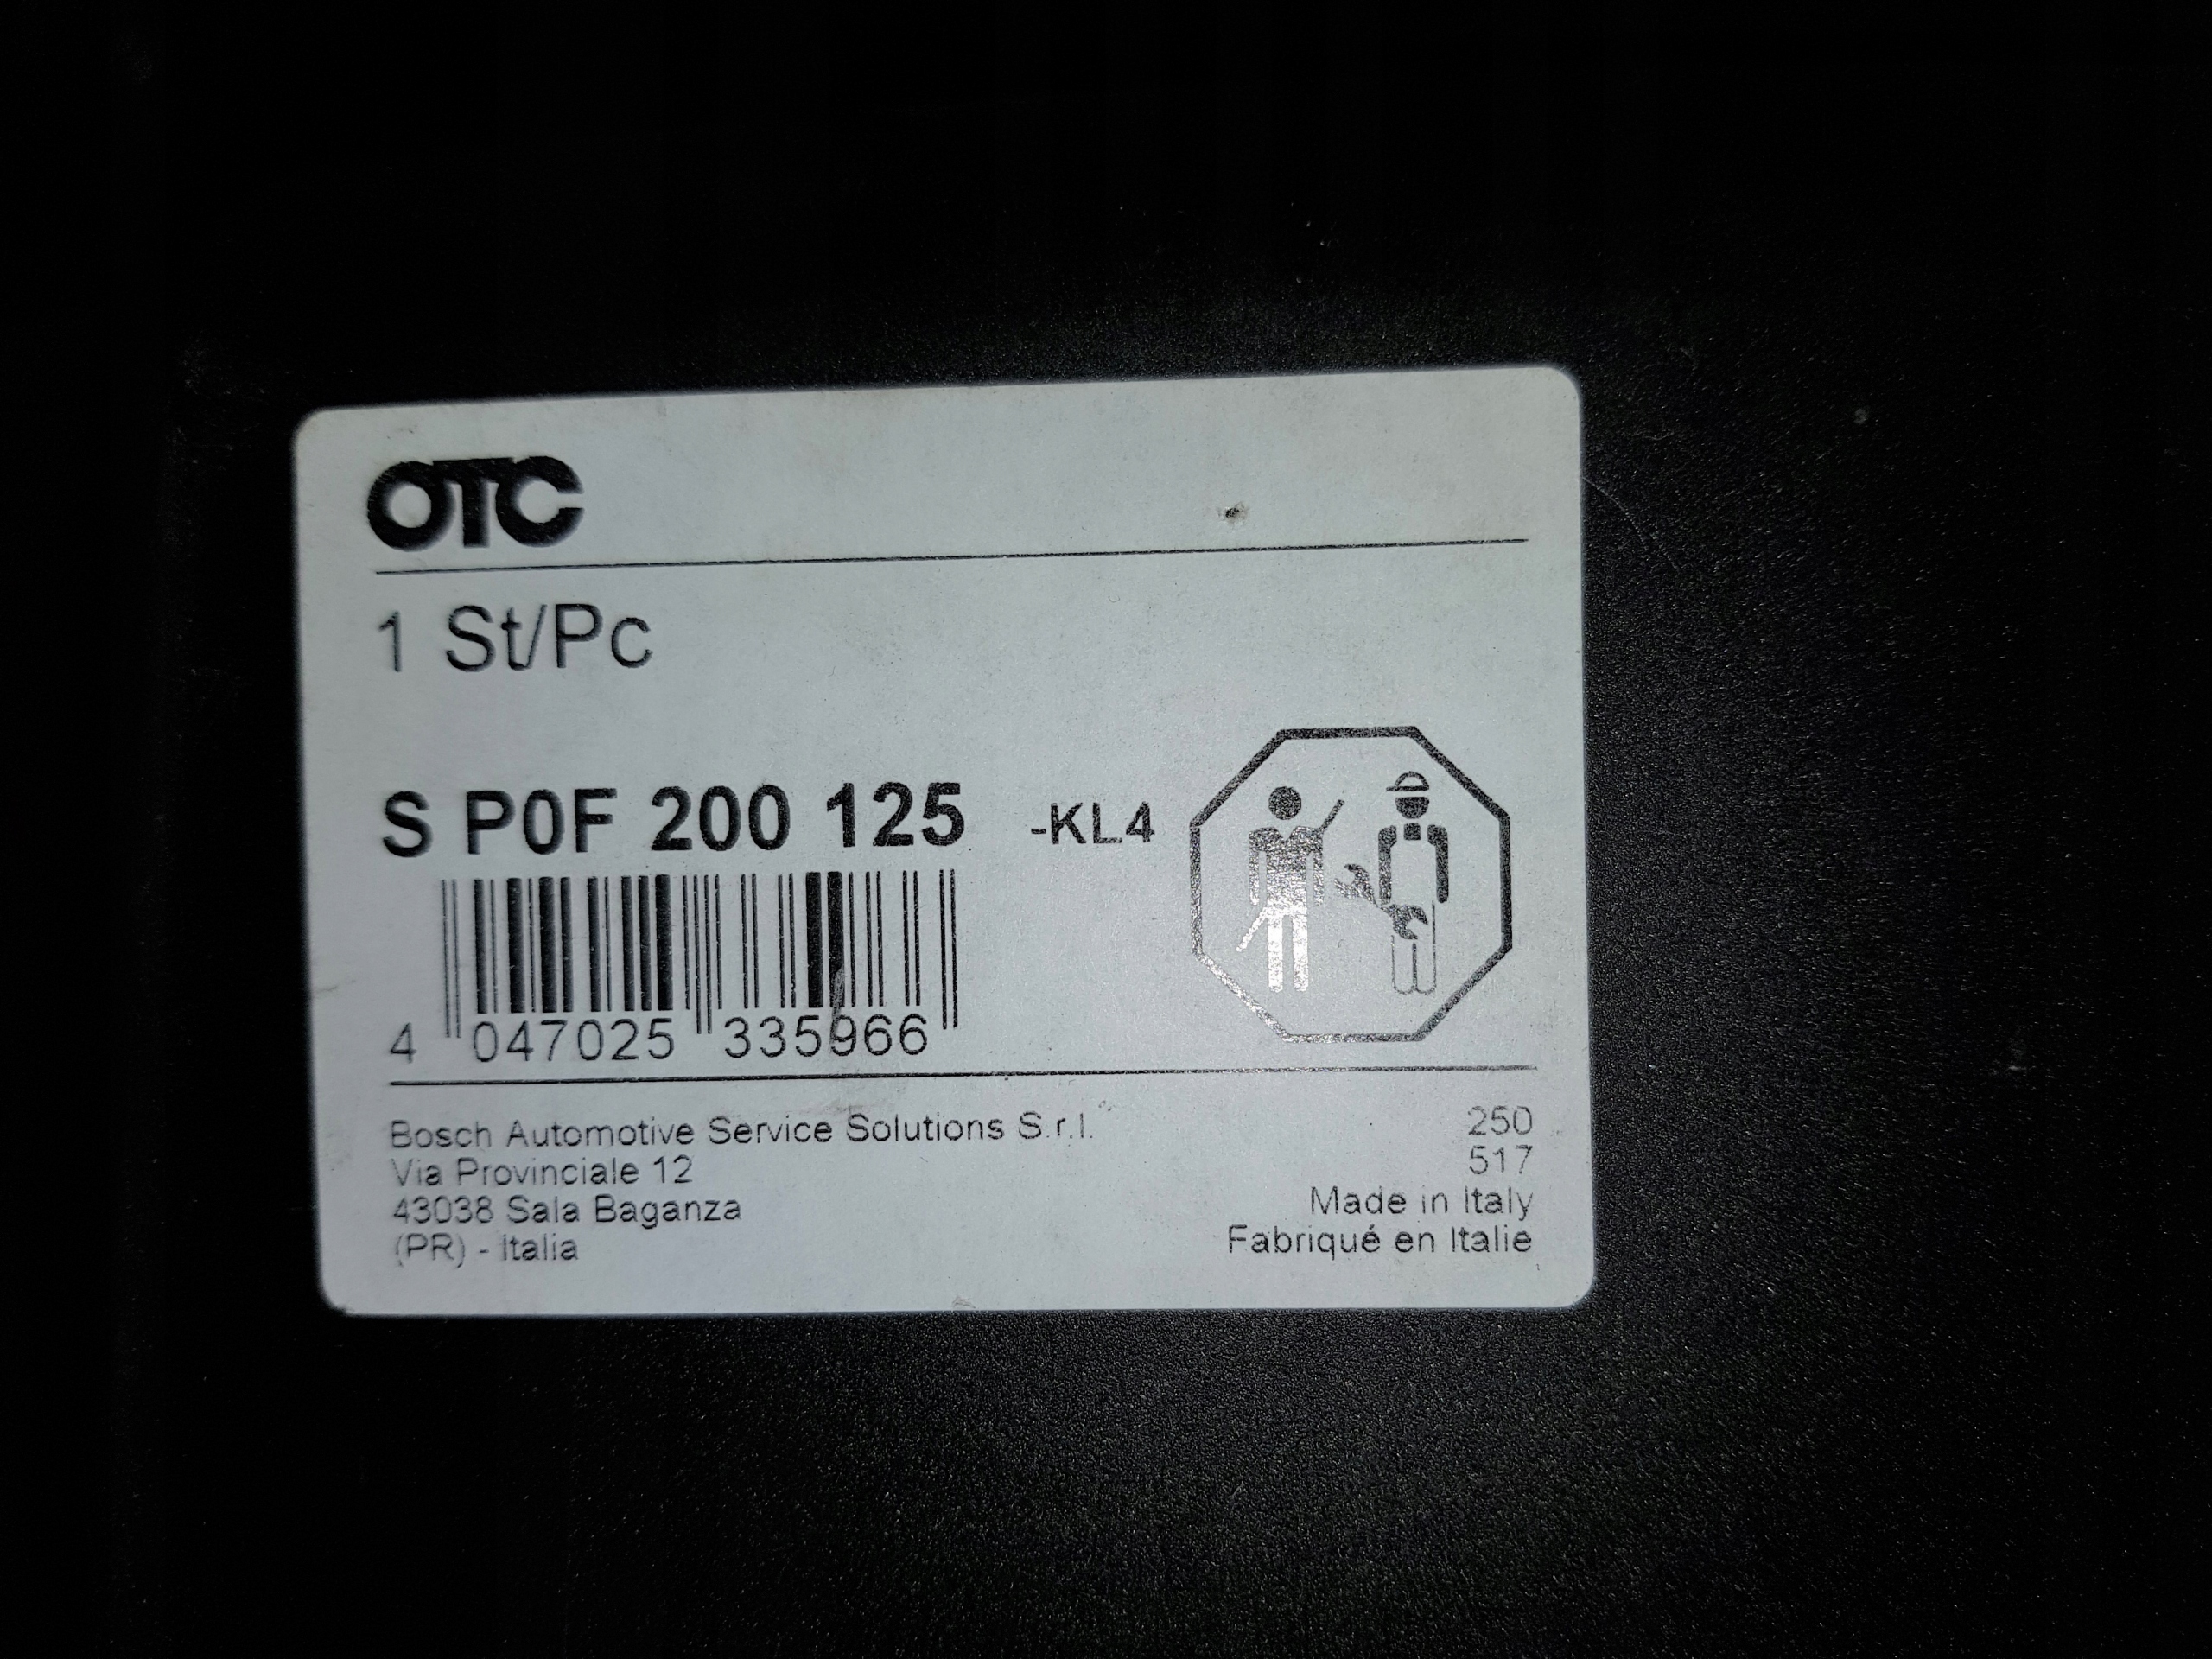 OTC
1 St/Pc
S P0F 200 125 -KL4
4 047025 335966
Bosch Automotive Service Solutions S.r.l.
Via Provinciale 12
43038 Sala Baganza
(PR) - Italia
250
517
Made in Italy
Fabriqué en Italie